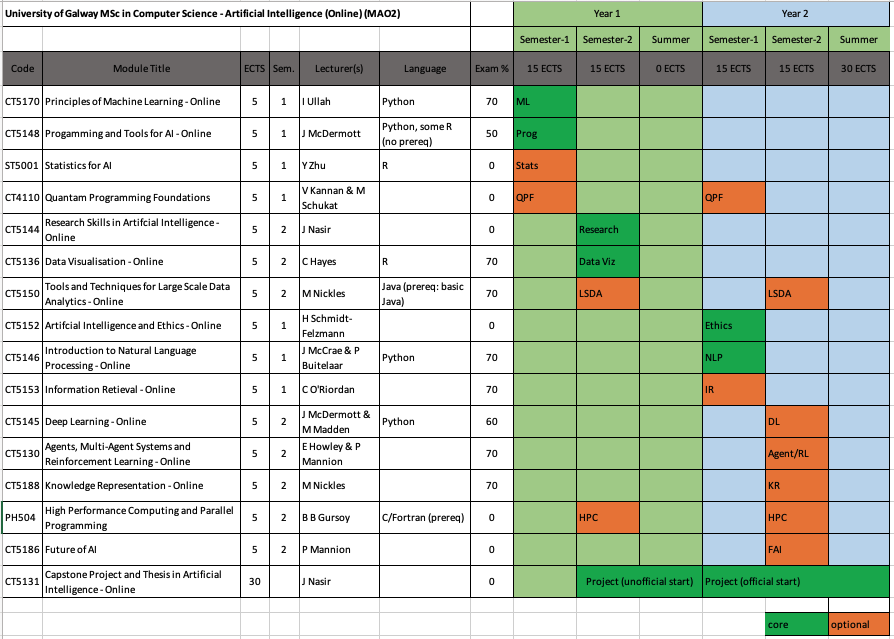 University of Galway MSc in Computer Science - Artificial Intelligence (Online) (MAO2) Year 1 Year 2
Semester-1 Semester-2 Summer Semester-1 Semester-2 Summer
Code Module Title ECTS Sem. Lecturer(s) Language Exam % 15 ECTS 15 ECTS 0 ECTS 15 ECTS 15 ECTS 30 ECTS
CT5170 Principles of Machine Learning - Online 5 1 I Ullah Python 70 ML
CT5148 Progamming and Tools for AI - Online 5 1 J McDermott Python, some R
(no prereq) 50 Prog
ST5001 Statistics for AI 5 1 Y Zhu R 0 Stats
CT4110 Quantam Programming Foundations 5 1 V Kannan & M
Schukat 0 QPF QPF
CT5144 Research Skills in Artifcial Intelligence -
Online 5 2 J Nasir 0 Research
CT5136 Data Visualisation - Online 5 2 C Hayes R 70 Data Viz
CT5150 Tools and Techniques for Large Scale Data
Analytics - Online 5 2 M Nickles Java (prereq: basic
Java) 70 LSDA LSDA
CT5152 Artifcial Intelligence and Ethics - Online 5 1 H Schmidt-
Felzmann 0 Ethics
CT5146 Introduction to Natural Language
Processing - Online 5 1 J McCrae & P
Buitelaar Python 70 NLP
CT5153 Information Retieval - Online 5 1 C O'Riordan 70 IR
CT5145 Deep Learning - Online 5 2 J McDermott &
M Madden Python 60 DL
CT5130 Agents, Multi-Agent Systems and
Reinforcement Learning - Online 5 2 E Howley & P
Mannion 70 Agent/RL
CT5188 Knowledge Representation - Online 5 2 M Nickles 70 KR
PH504 High Performance Computing and Parallel
Programming 5 2 B B Gursoy C/Fortran (prereq) 0 HPC HPC
CT5186 Future of AI 5 2 P Mannion 0 FAI
CT5131 Capstone Project and Thesis in Artificial
Intelligence - Online 30 J Nasir 0 Project (unofficial start) Project (official start)
core optional